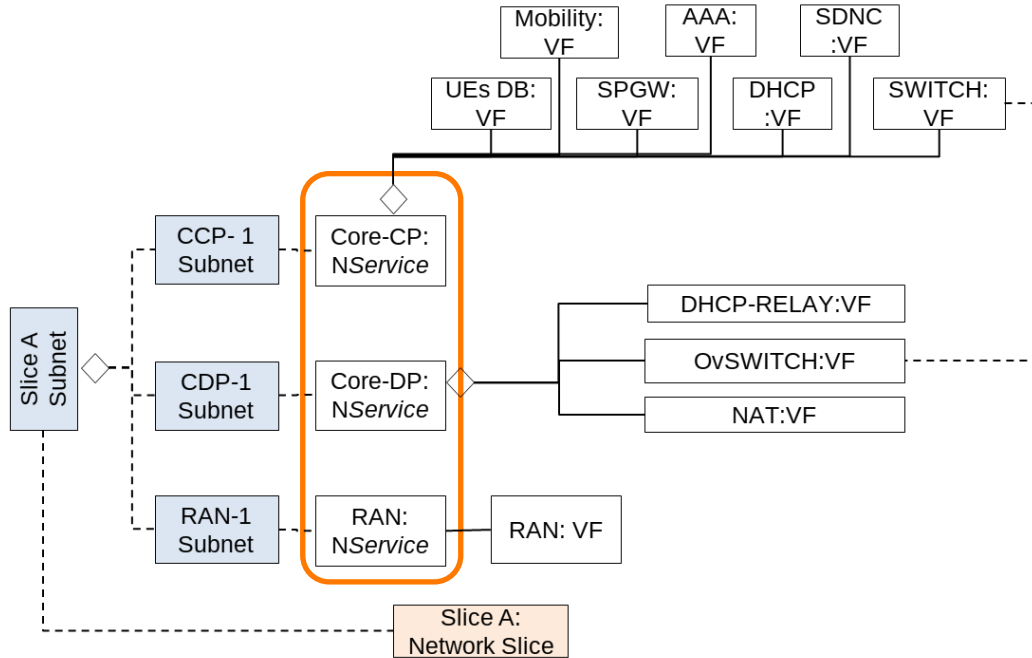 Mobility:
VF
AAA:
VF
SDNC
:VF
UEs DB:
VF
SPGW:
VF
DHCP
:VF
SWITCH:
VF
CCP- 1
Subnet
Core-CP:
NService
Slice A
Subnet
CDP-1
Subnet
Core-DP:
NService
DHCP-RELAY:VF
OvSWITCH:VF
NAT:VF
RAN-1
Subnet
RAN:
NService
RAN: VF
Slice A:
Network Slice